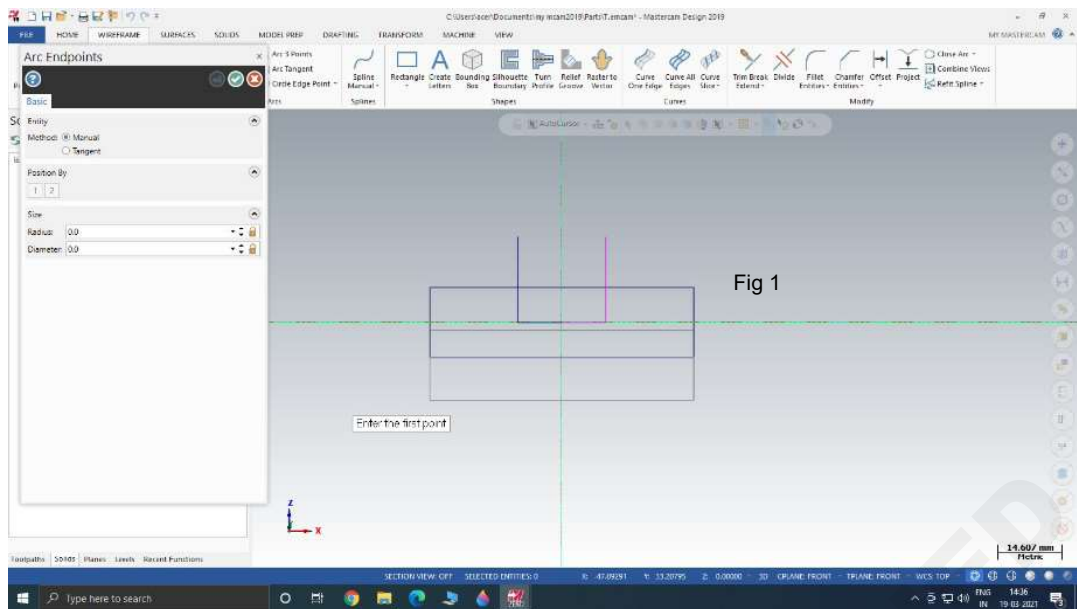 C:\Users\acer\Documents\my mcam2019\Parts\T.emcam* - Mastercam Design 2019
FILE HOME WIREFRAME SURFACES SOLIDS MODEL PREP DRAFTING TRANSFORM MACHINE VIEW MY MASTERCAM
Arc Endpoints
Basic
Entity
Method: Manual
Tangent
Position By
1 2
Size
Radius: 0.0
Diameter: 0.0
Arc 3 Points
Arc Tangent
Circle Edge Point
Arcs
Spline Manual
Splines
Rectangle Create Letters Bounding Box Silhouette Boundary Turn Profile Relief Groove Raster to Vector
Shapes
Curve One Edge Curve All Edges Curve Slice
Curves
Trim Break Extend Divide Fillet Entities Chamfer Entities Offset Project
Close Arc
Combine Views
Refit Spline
Modify
AutoCursor
Fig 1
Enter the first point
Z
X
14.607 mm
Metric
Toolpaths Solids Planes Levels Recent Functions
SECTION VIEW: OFF SELECTED ENTITIES: 0 X: -47.09291 Y: 33.20795 Z: 0.00000 3D CPLANE: FRONT TPLANE: FRONT WCS: TOP
Type here to search
ENG
IN
14:36
19-03-2021